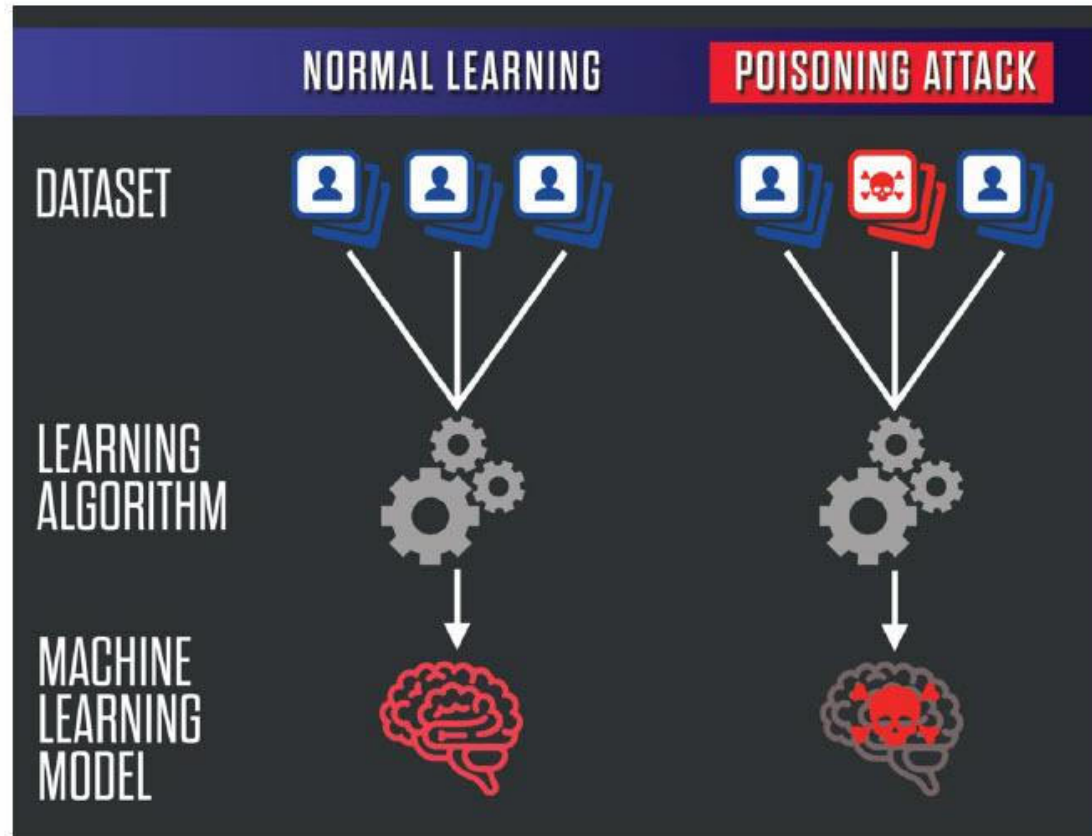 NORMAL LEARNING
POISONING ATTACK
DATASET
LEARNING
ALGORITHM
MACHINE
LEARNING
MODEL